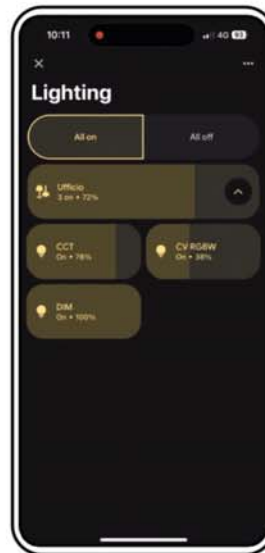 10:11
4G 93
Lighting
All on
All off
Ufficio
3 on • 72%
CCT
On • 78%
CV RGBW
On • 38%
DIM
On • 100%